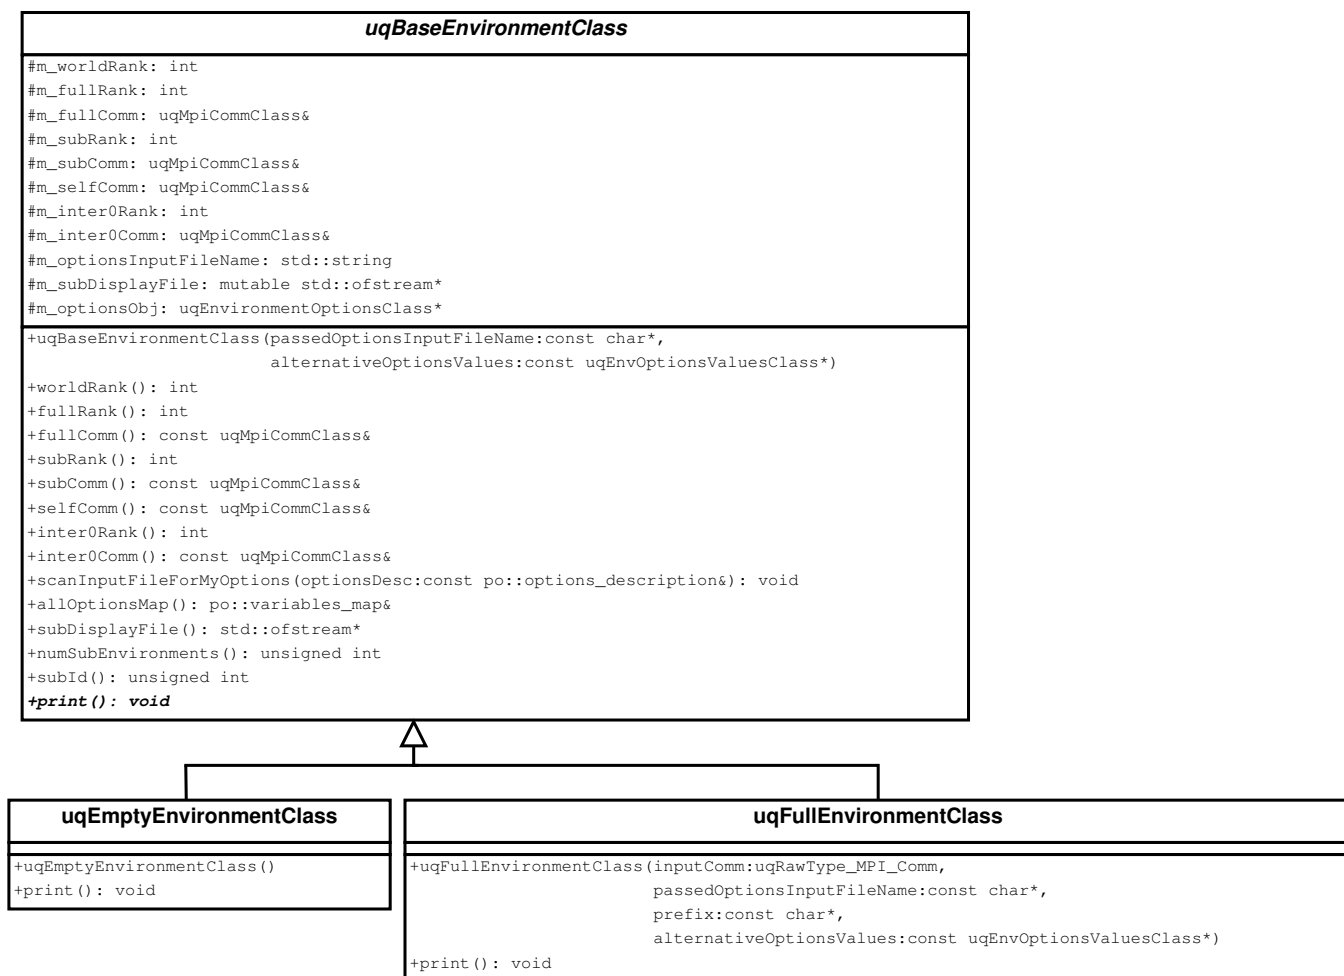 uqBaseEnvironmentClass
#m_worldRank: int
#m_fullRank: int
#m_fullComm: uqMpiCommClass&
#m_subRank: int
#m_subComm: uqMpiCommClass&
#m_selfComm: uqMpiCommClass&
#m_inter0Rank: int
#m_inter0Comm: uqMpiCommClass&
#m_optionsInputFileName: std::string
#m_subDisplayFile: mutable std::ofstream*
#m_optionsObj: uqEnvironmentOptionsClass*
+uqBaseEnvironmentClass(passedOptionsInputFileName:const char*,
alternativeOptionsValues:const uqEnvOptionsValuesClass*)
+worldRank(): int
+fullRank(): int
+fullComm(): const uqMpiCommClass&
+subRank(): int
+subComm(): const uqMpiCommClass&
+selfComm(): const uqMpiCommClass&
+inter0Rank(): int
+inter0Comm(): const uqMpiCommClass&
+scanInputFileForMyOptions(optionsDesc:const po::options_description&): void
+allOptionsMap(): po::variables_map&
+subDisplayFile(): std::ofstream*
+numSubEnvironments(): unsigned int
+subId(): unsigned int
+print(): void
uqEmptyEnvironmentClass
+uqEmptyEnvironmentClass()
+print(): void
uqFullEnvironmentClass
+uqFullEnvironmentClass(inputComm:uqRawType_MPI_Comm,
passedOptionsInputFileName:const char*,
prefix:const char*,
alternativeOptionsValues:const uqEnvOptionsValuesClass*)
+print(): void